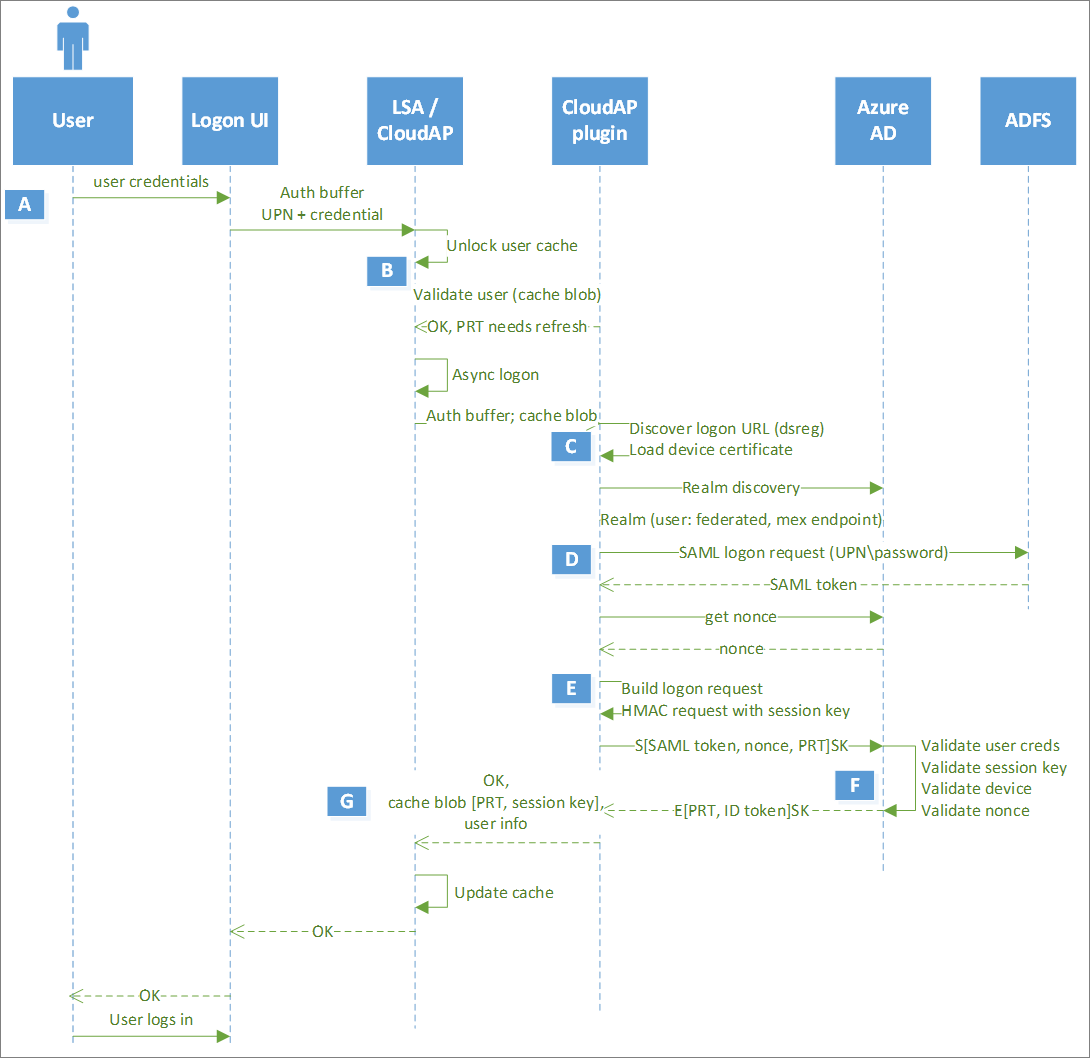 User
Logon UI
LSA /
CloudAP
CloudAP
plugin
Azure
AD
ADFS
user credentials
A
Auth buffer
UPN + credential
Unlock user cache
B
Validate user (cache blob)
OK, PRT needs refresh
Async logon
Auth buffer; cache blob
C
Discover logon URL (dsreg)
Load device certificate
Realm discovery
Realm (user: federated, mex endpoint)
D
SAML logon request (UPN\password)
SAML token
get nonce
nonce
E
Build logon request
HMAC request with session key
S[SAML token, nonce, PRT]SK
Validate user creds
Validate session key
Validate device
Validate nonce
F
G
OK,
cache blob [PRT, session key],
user info
E[PRT, ID token]SK
Update cache
OK
OK
User logs in